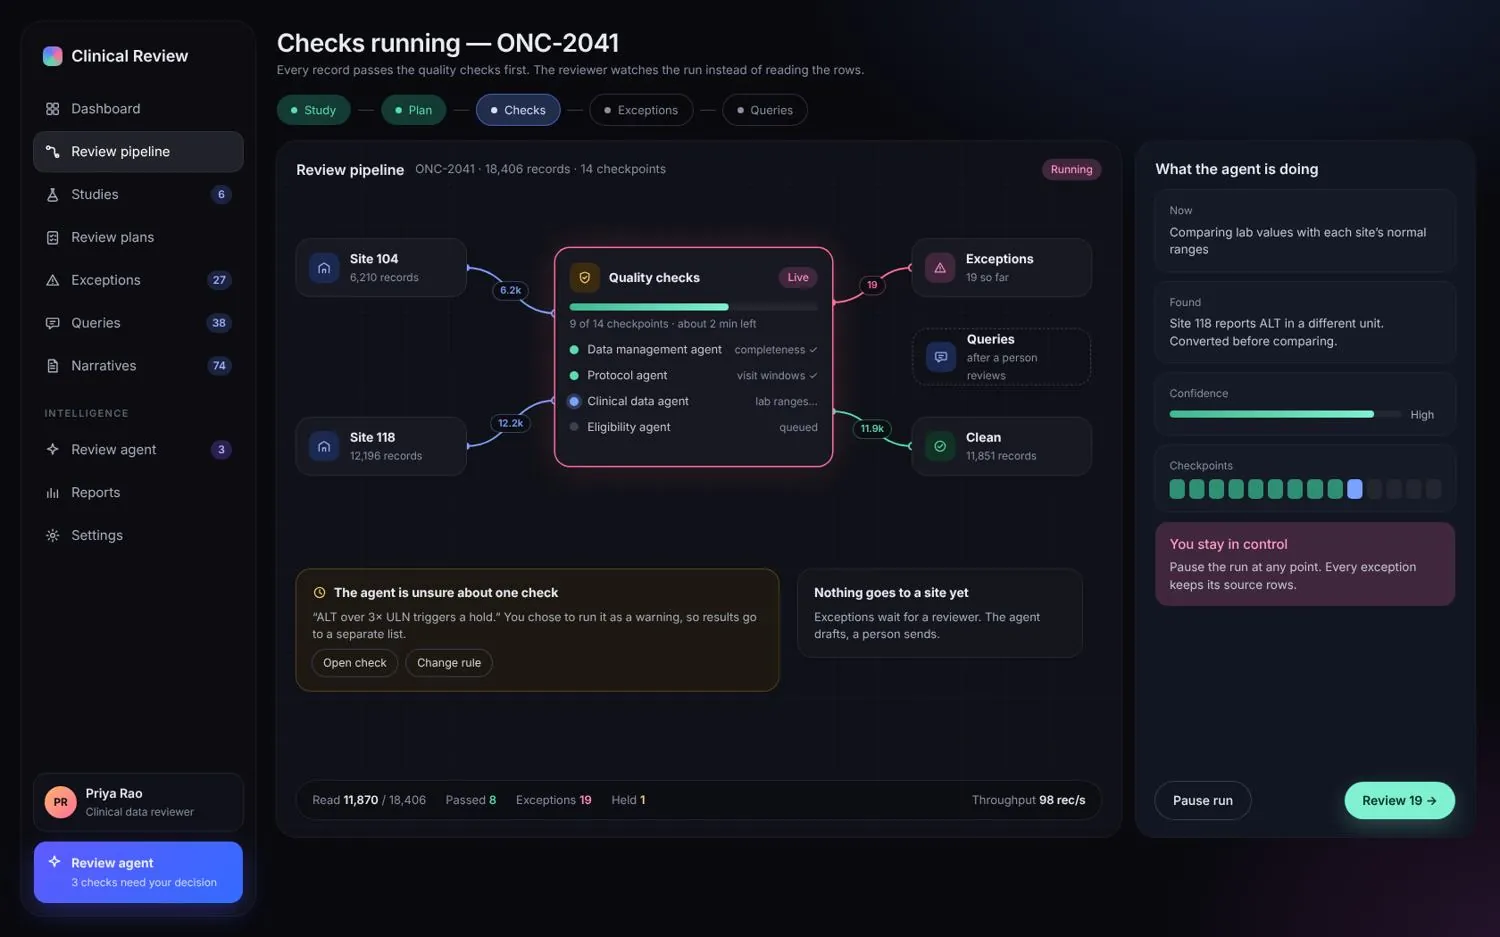 Clinical Review
Dashboard
Review pipeline
Studies 6
Review plans
Exceptions 27
Queries 38
Narratives 74
INTELLIGENCE
Review agent 3
Reports
Settings
PR
Priya Rao
Clinical data reviewer
Review agent
3 checks need your decision
Checks running — ONC-2041
Every record passes the quality checks first. The reviewer watches the run instead of reading the rows.
Study
Plan
Checks
Exceptions
Queries
Review pipeline ONC-2041 · 18,406 records · 14 checkpoints
Running
Site 104
6,210 records
6.2k
Site 118
12,196 records
12.2k
Quality checks
Live
9 of 14 checkpoints · about 2 min left
Data management agent completeness ✓
Protocol agent visit windows ✓
Clinical data agent lab ranges…
Eligibility agent queued
19
Exceptions
19 so far
Queries
after a person
reviews
11.9k
Clean
11,851 records
The agent is unsure about one check
“ALT over 3× ULN triggers a hold.” You chose to run it as a warning, so results go
to a separate list.
Open check
Change rule
Nothing goes to a site yet
Exceptions wait for a reviewer. The agent
drafts, a person sends.
Read 11,870 / 18,406 Passed 8 Exceptions 19 Held 1 Throughput 98 rec/s
What the agent is doing
Now
Comparing lab values with each site’s normal
ranges
Found
Site 118 reports ALT in a different unit.
Converted before comparing.
Confidence
High
Checkpoints
You stay in control
Pause the run at any point. Every exception
keeps its source rows.
Pause run
Review 19 →